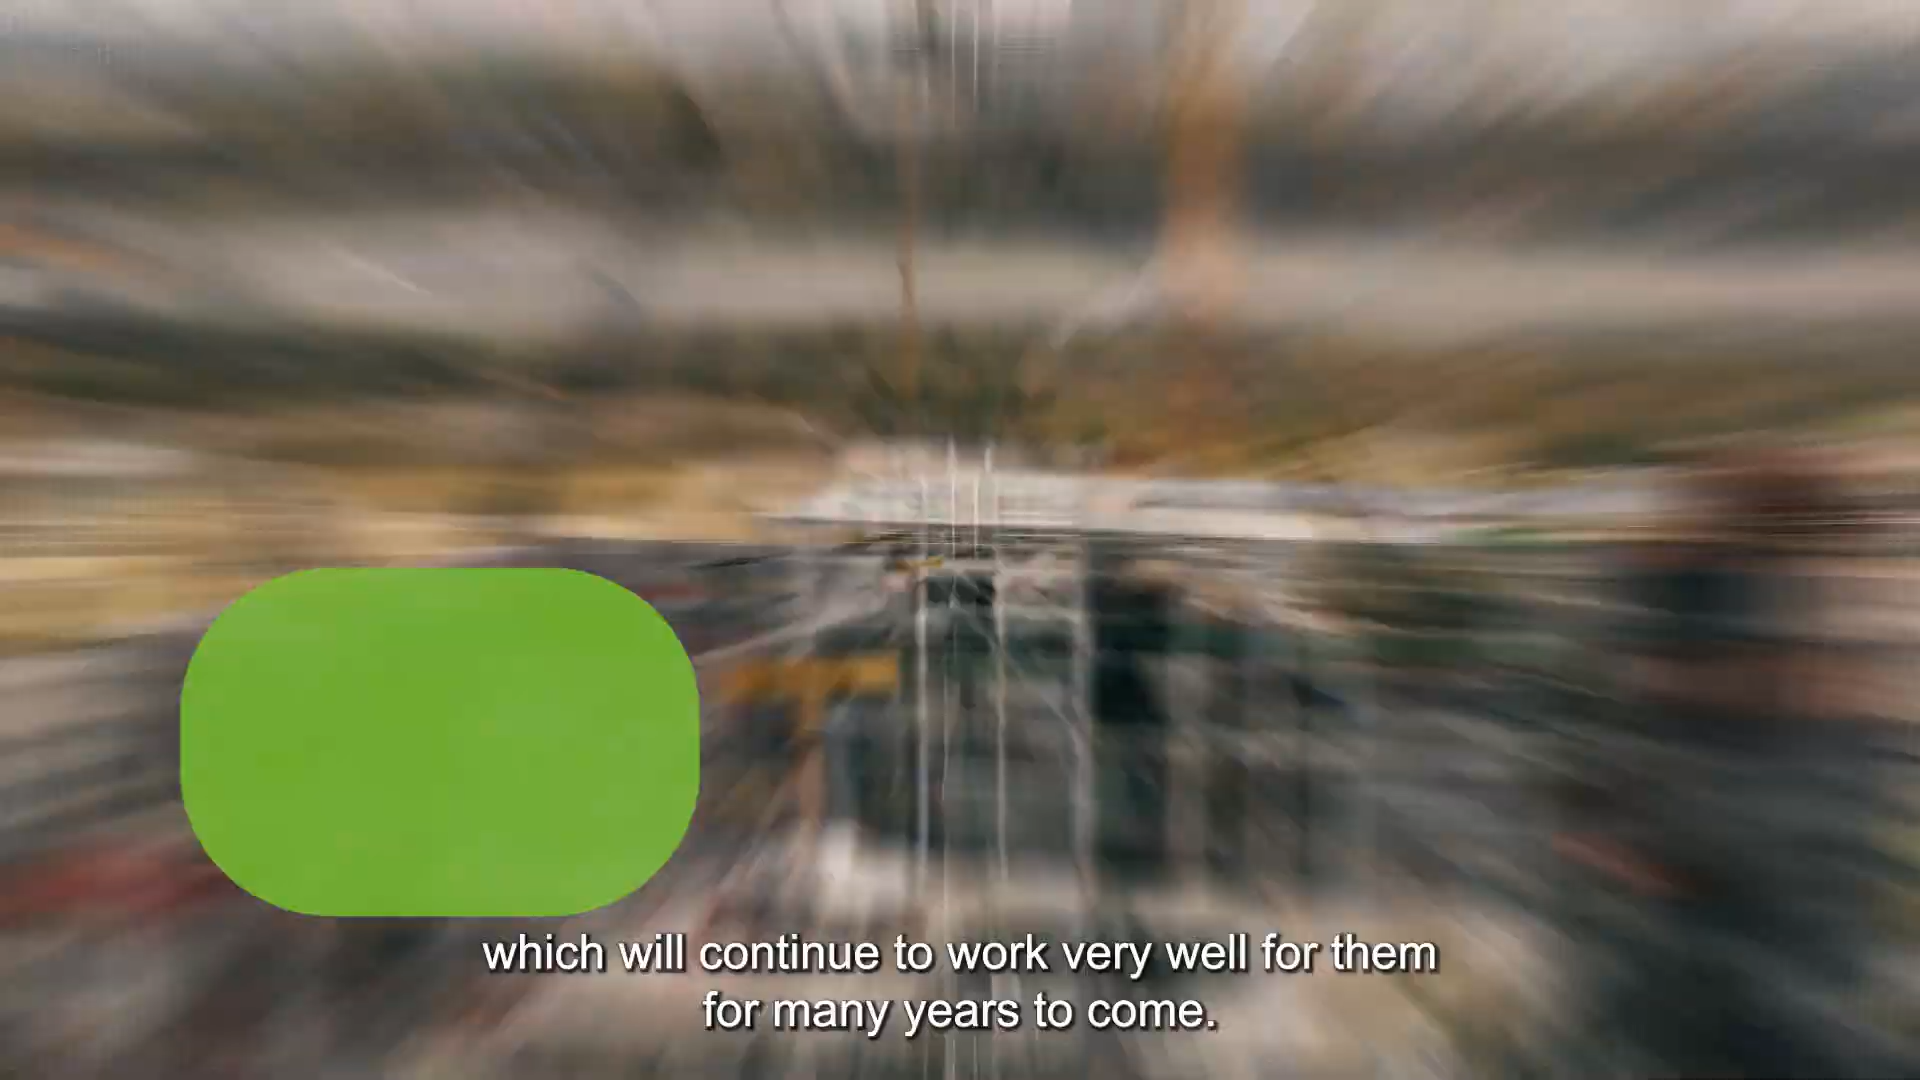 which will continue to work very well for them
for many years to come.